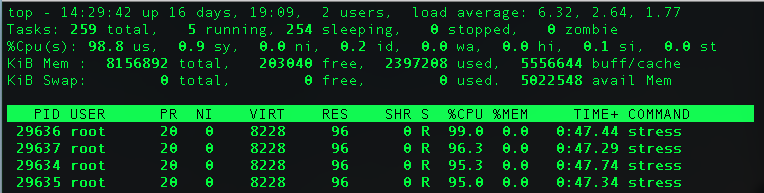 top - 14:29:42 up 16 days, 19:09, 2 users, load average: 6.32, 2.64, 1.77
Tasks: 259 total, 5 running, 254 sleeping, 0 stopped, 0 zombie
%Cpu(s): 98.8 us, 0.9 sy, 0.0 ni, 0.2 id, 0.0 wa, 0.0 hi, 0.1 si, 0.0 st
KiB Mem : 8156892 total, 203040 free, 2397208 used, 5556644 buff/cache
KiB Swap: 0 total, 0 free, 0 used. 5022548 avail Mem
PID USER PR NI VIRT RES SHR S %CPU %MEM TIME+ COMMAND
29636 root 20 0 8228 96 0 R 99.0 0.0 0:47.44 stress
29637 root 20 0 8228 96 0 R 96.3 0.0 0:47.29 stress
29634 root 20 0 8228 96 0 R 95.3 0.0 0:47.74 stress
29635 root 20 0 8228 96 0 R 95.0 0.0 0:47.34 stress